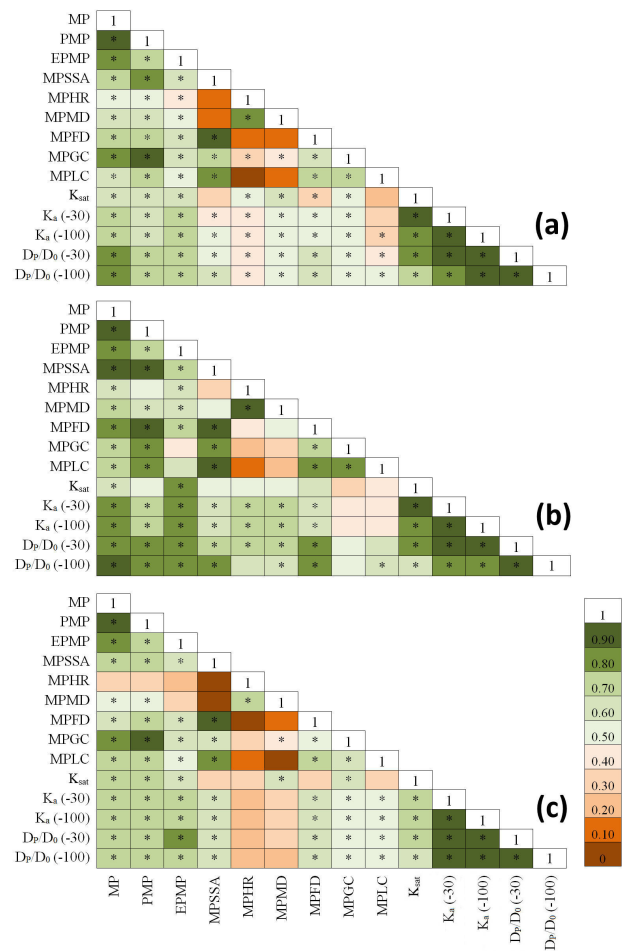 MP 1
PMP * 1
EPMP * * 1
MPSSA * * * 1
MPHR * * * 1
MPMD * * * * 1
MPFD * * * * 1
MPGC * * * * * * * 1
MPLC * * * * * * 1
Ksat * * * * * * * 1
Ka (-30) * * * * * * * * * 1
(a)
Ka (-100) * * * * * * * * * * * 1
DP/D0 (-30) * * * * * * * * * * * * 1
DP/D0 (-100) * * * * * * * * * * * * * 1
MP 1
PMP * 1
EPMP * * 1
MPSSA * * * 1
MPHR * * 1
MPMD * * * * 1
MPFD * * * * 1
MPGC * * * * 1
MPLC * * * * * 1
Ksat * * 1
Ka (-30) * * * * * * * * 1
(b)
Ka (-100) * * * * * * * * * 1
DP/D0 (-30) * * * * * * * * * * 1
DP/D0 (-100) * * * * * * * * * * * 1
MP 1
PMP * 1
EPMP * * 1
MPSSA * * * 1
MPHR 1
MPMD * * * 1
MPFD * * * * 1
MPGC * * * * * * 1
MPLC * * * * * * 1
Ksat * * * * * 1
Ka (-30) * * * * * * * * 1
(c)
Ka (-100) * * * * * * * * * 1
DP/D0 (-30) * * * * * * * * * * 1
DP/D0 (-100) * * * * * * * * * * * 1
1
0.90
0.80
0.70
0.60
0.50
0.40
0.30
0.20
0.10
0
MP
PMP
EPMP
MPSSA
MPHR
MPMD
MPFD
MPGC
MPLC
Ksat
Ka (-30)
Ka (-100)
DP/D0 (-30)
DP/D0 (-100)